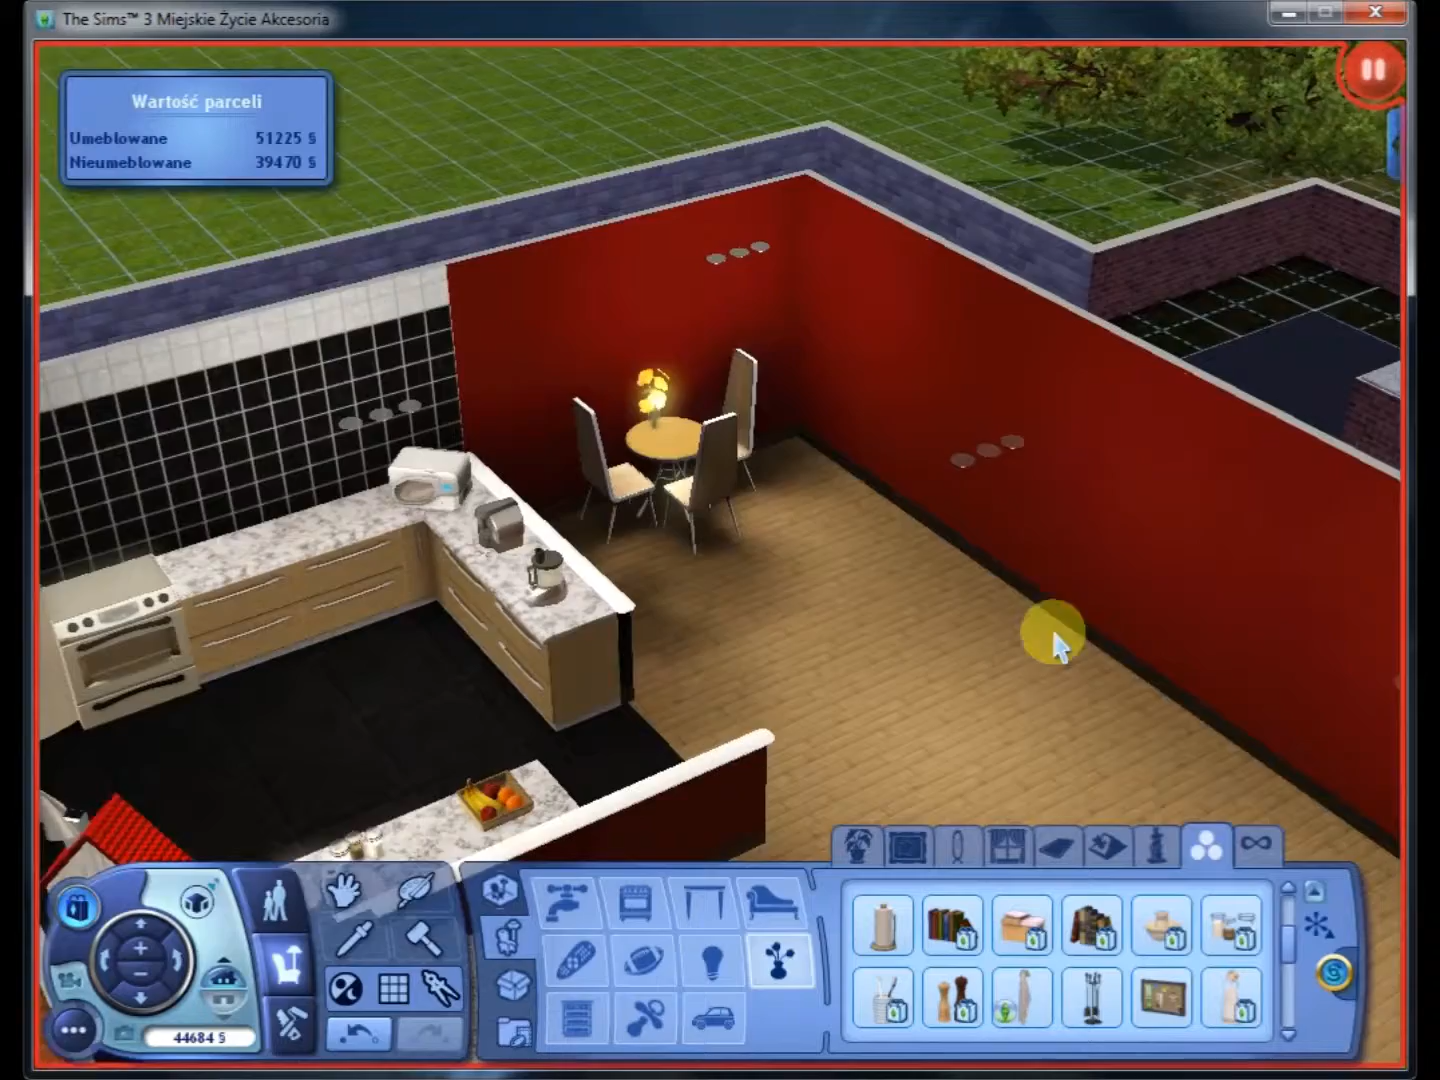 The Sims™ 3 Miejskie Życie Akcesoria
Wartość parceli
Umeblowane 51225 §
Nieumeblowane 39470 §
44684 §